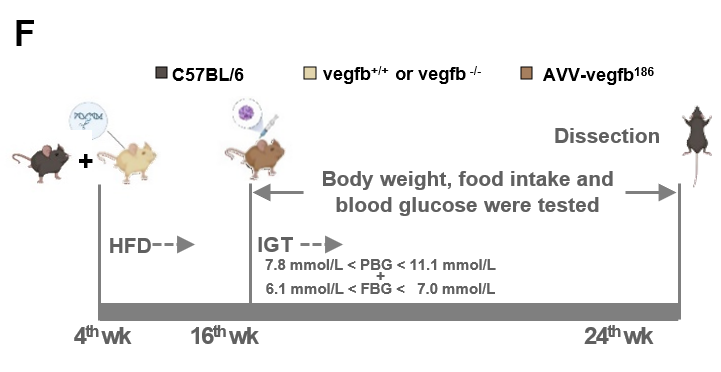 F
C57BL/6 vegfb+/+ or vegfb -/- AVV-vegfb186
Dissection
Body weight, food intake and
blood glucose were tested
HFD
IGT
7.8 mmol/L < PBG < 11.1 mmol/L
+
+
6.1 mmol/L < FBG < 7.0 mmol/L
4th wk 16th wk 24th wk